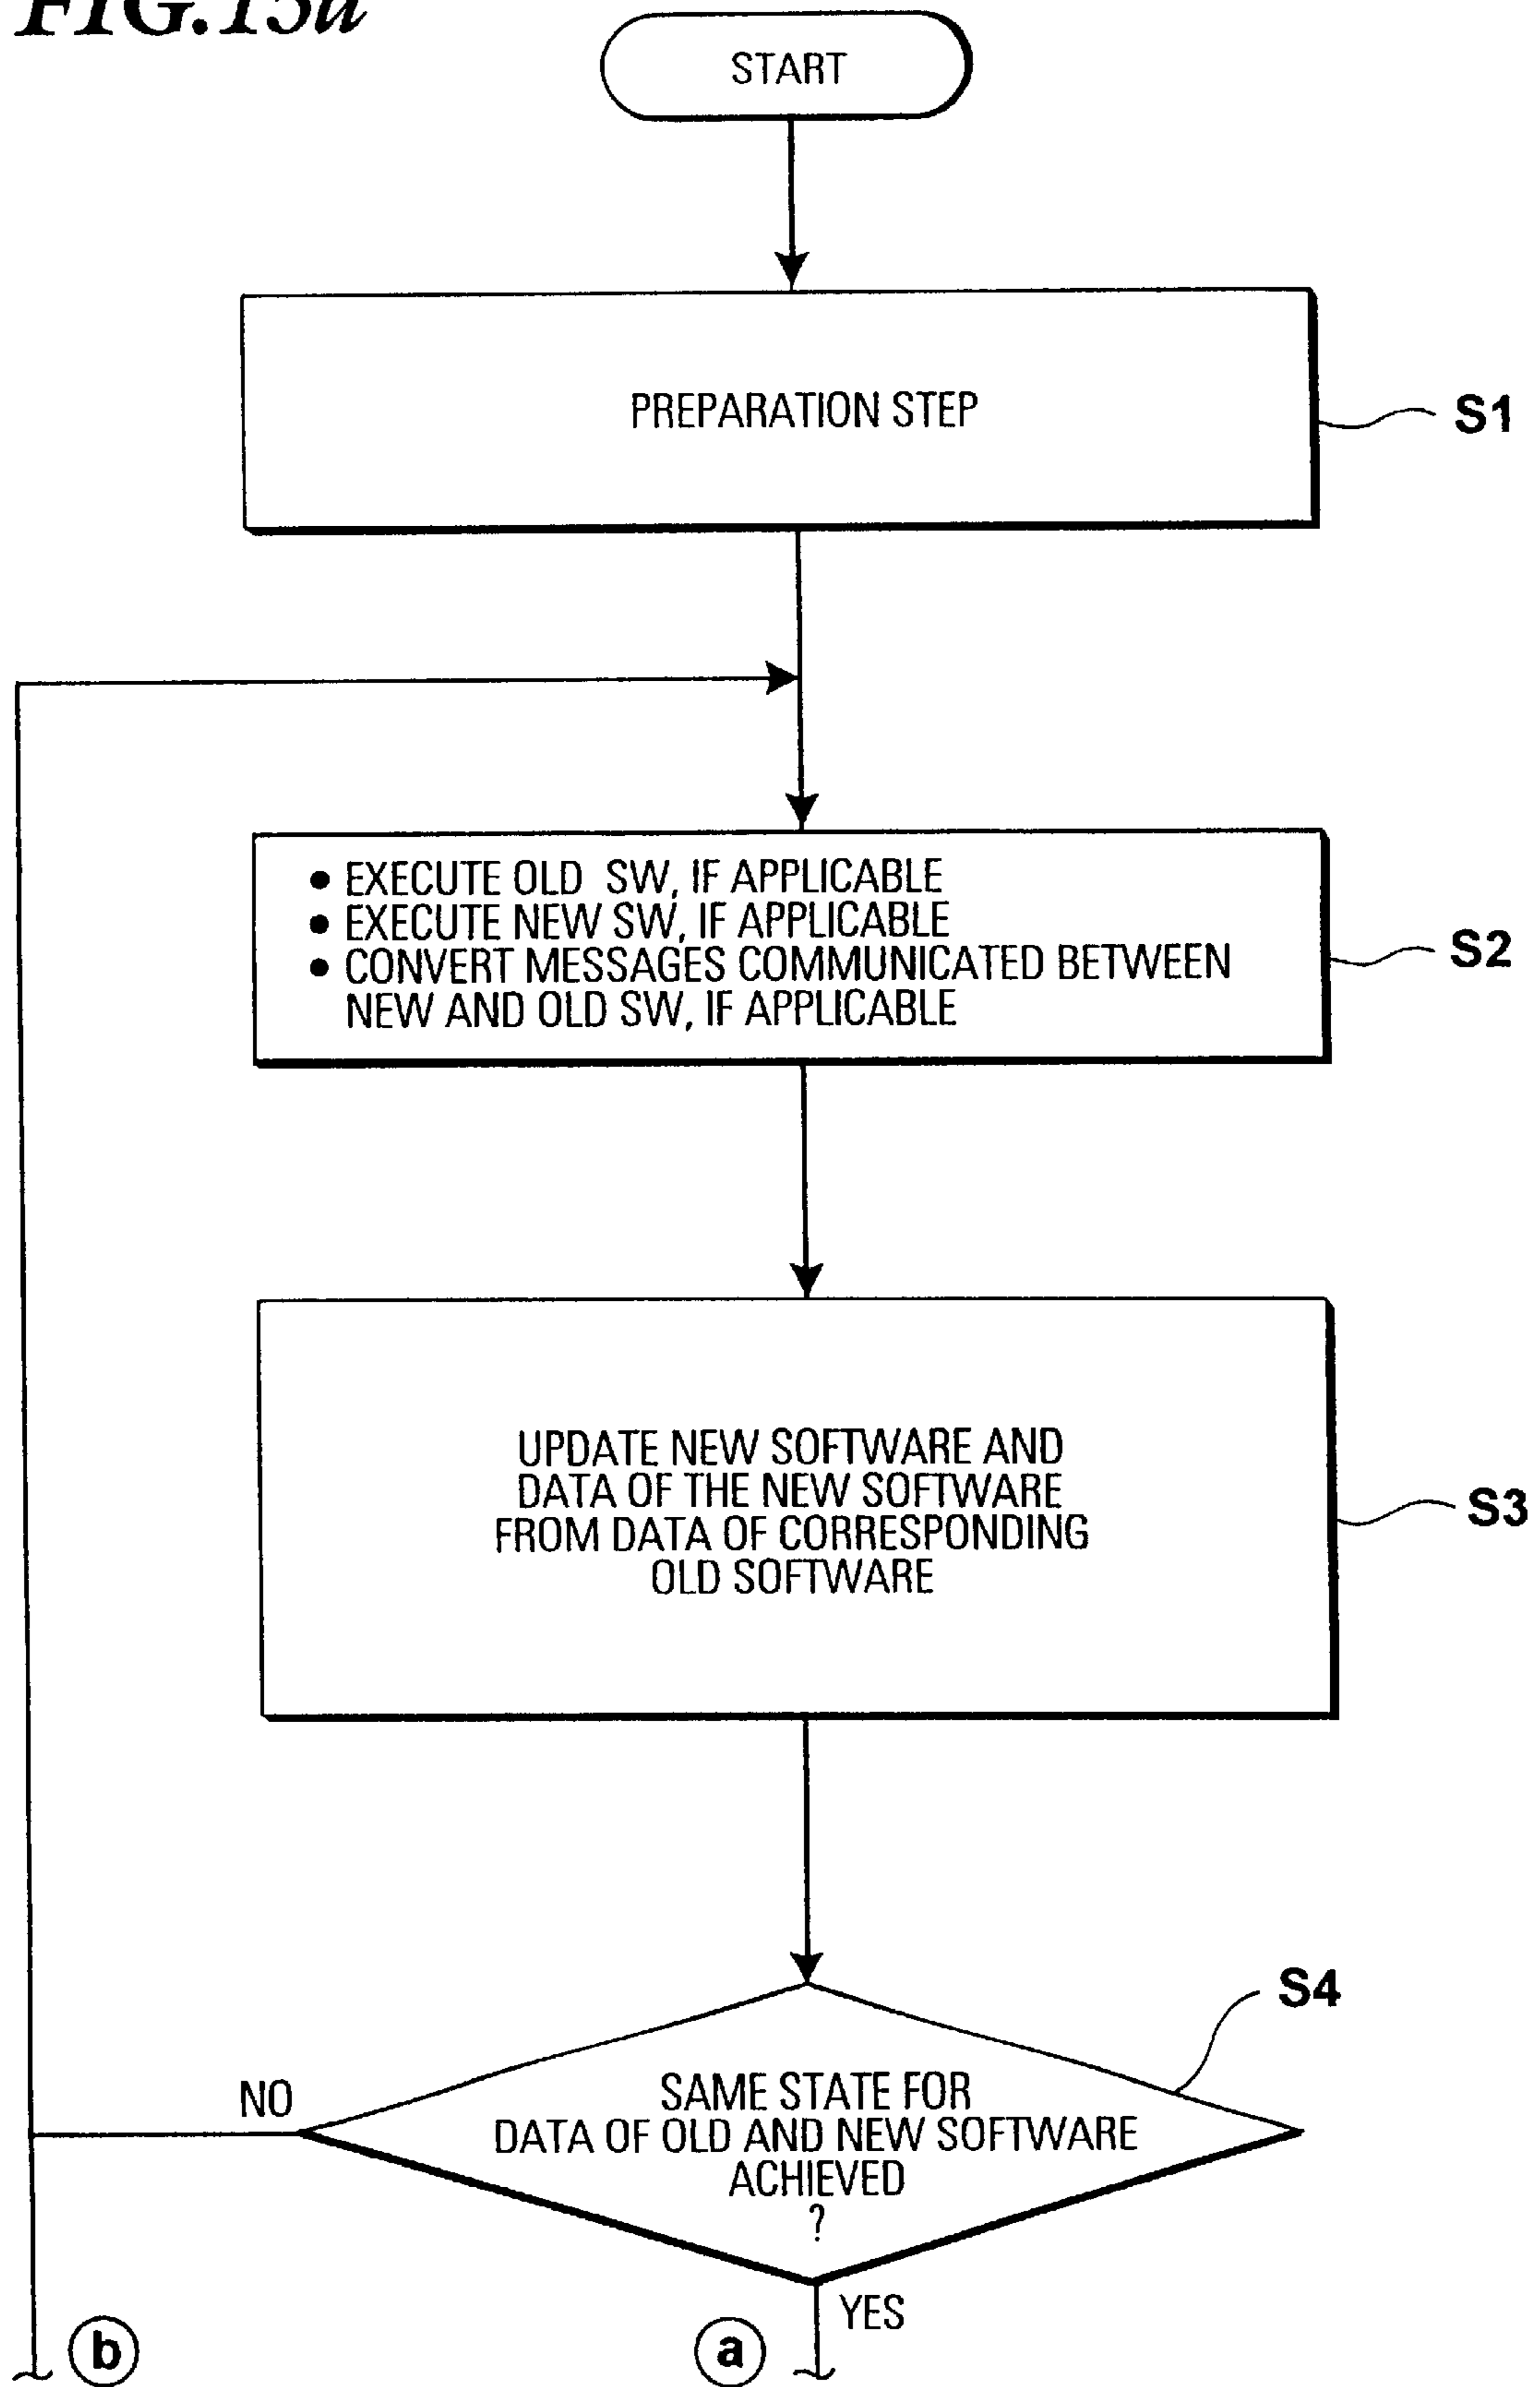 FIG.15a
START
PREPARATION STEP
S1
• EXECUTE OLD SW, IF APPLICABLE
• EXECUTE NEW SW, IF APPLICABLE
• CONVERT MESSAGES COMMUNICATED BETWEEN
NEW AND OLD SW, IF APPLICABLE
S2
UPDATE NEW SOFTWARE AND
DATA OF THE NEW SOFTWARE
FROM DATA OF CORRESPONDING
OLD SOFTWARE
S3
S4
SAME STATE FOR
DATA OF OLD AND NEW SOFTWARE
ACHIEVED
?
NO
YES
b
a